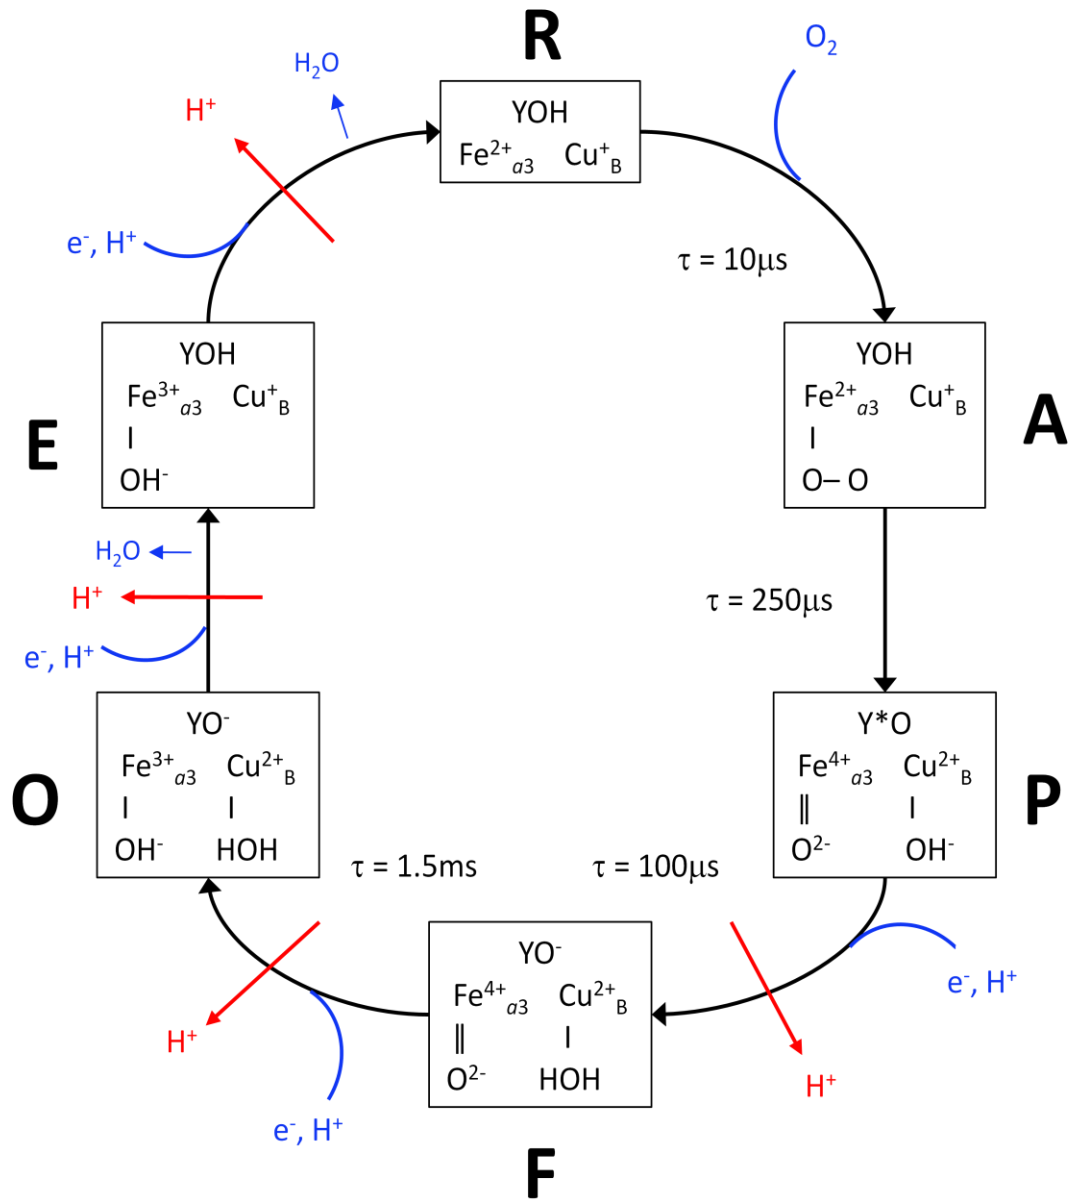 R
H₂O
O₂
H⁺
YOH
Fe²⁺a3 Cu⁺B
e⁻, H⁺
τ = 10μs
E
YOH
Fe³⁺a3 Cu⁺B
OH⁻
A
YOH
Fe²⁺a3 Cu⁺B
O– O
H₂O
H⁺
e⁻, H⁺
τ = 250μs
O
YO⁻
Fe³⁺a3 Cu²⁺B
OH⁻ HOH
P
Y*O
Fe⁴⁺a3 Cu²⁺B
O²⁻ OH⁻
τ = 1.5ms
τ = 100μs
H⁺
e⁻, H⁺
YO⁻
Fe⁴⁺a3 Cu²⁺B
O²⁻ HOH
e⁻, H⁺
H⁺
F